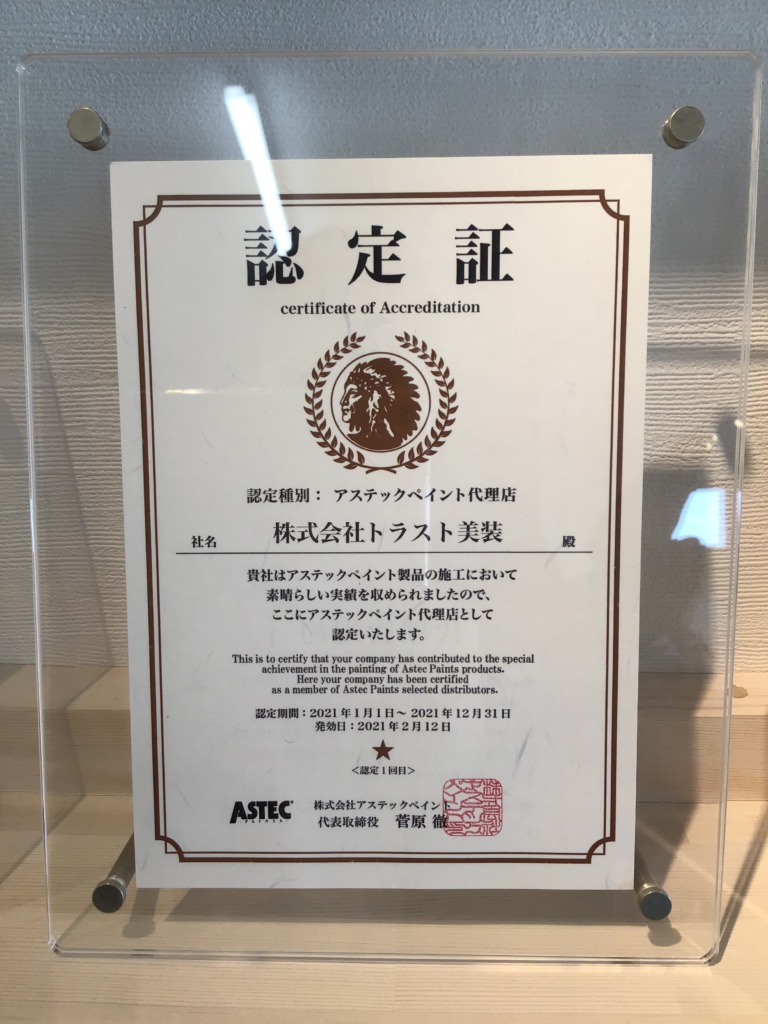 認定証
certificate of Accreditation
認定種別： アステックペイント代理店
社名 株式会社トラスト美装 殿
貴社はアステックペイント製品の施工において
素晴らしい実績を収められましたので、
ここにアステックペイント代理店として
認定いたします。
This is to certify that your company has contributed to the special
achievement in the painting of Astec Paints products.
Here your company has been certified
as a member of Astec Paints selected distributors.
認定期間：2021年1月1日～2021年12月31日
発効日：2021年2月12日
＜認定1回目＞
ASTEC
PAINTS
株式会社アステックペイント
代表取締役 菅原 徹